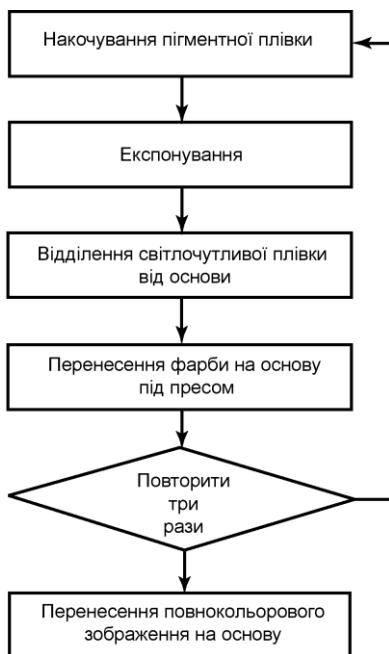 Накочування пігментної плівки
Експонування
Відділення світлочутливої плівки
від основи
Перенесення фарби на основу
під пресом
Повторити
три
рази
Перенесення повнокольорового
зображення на основу